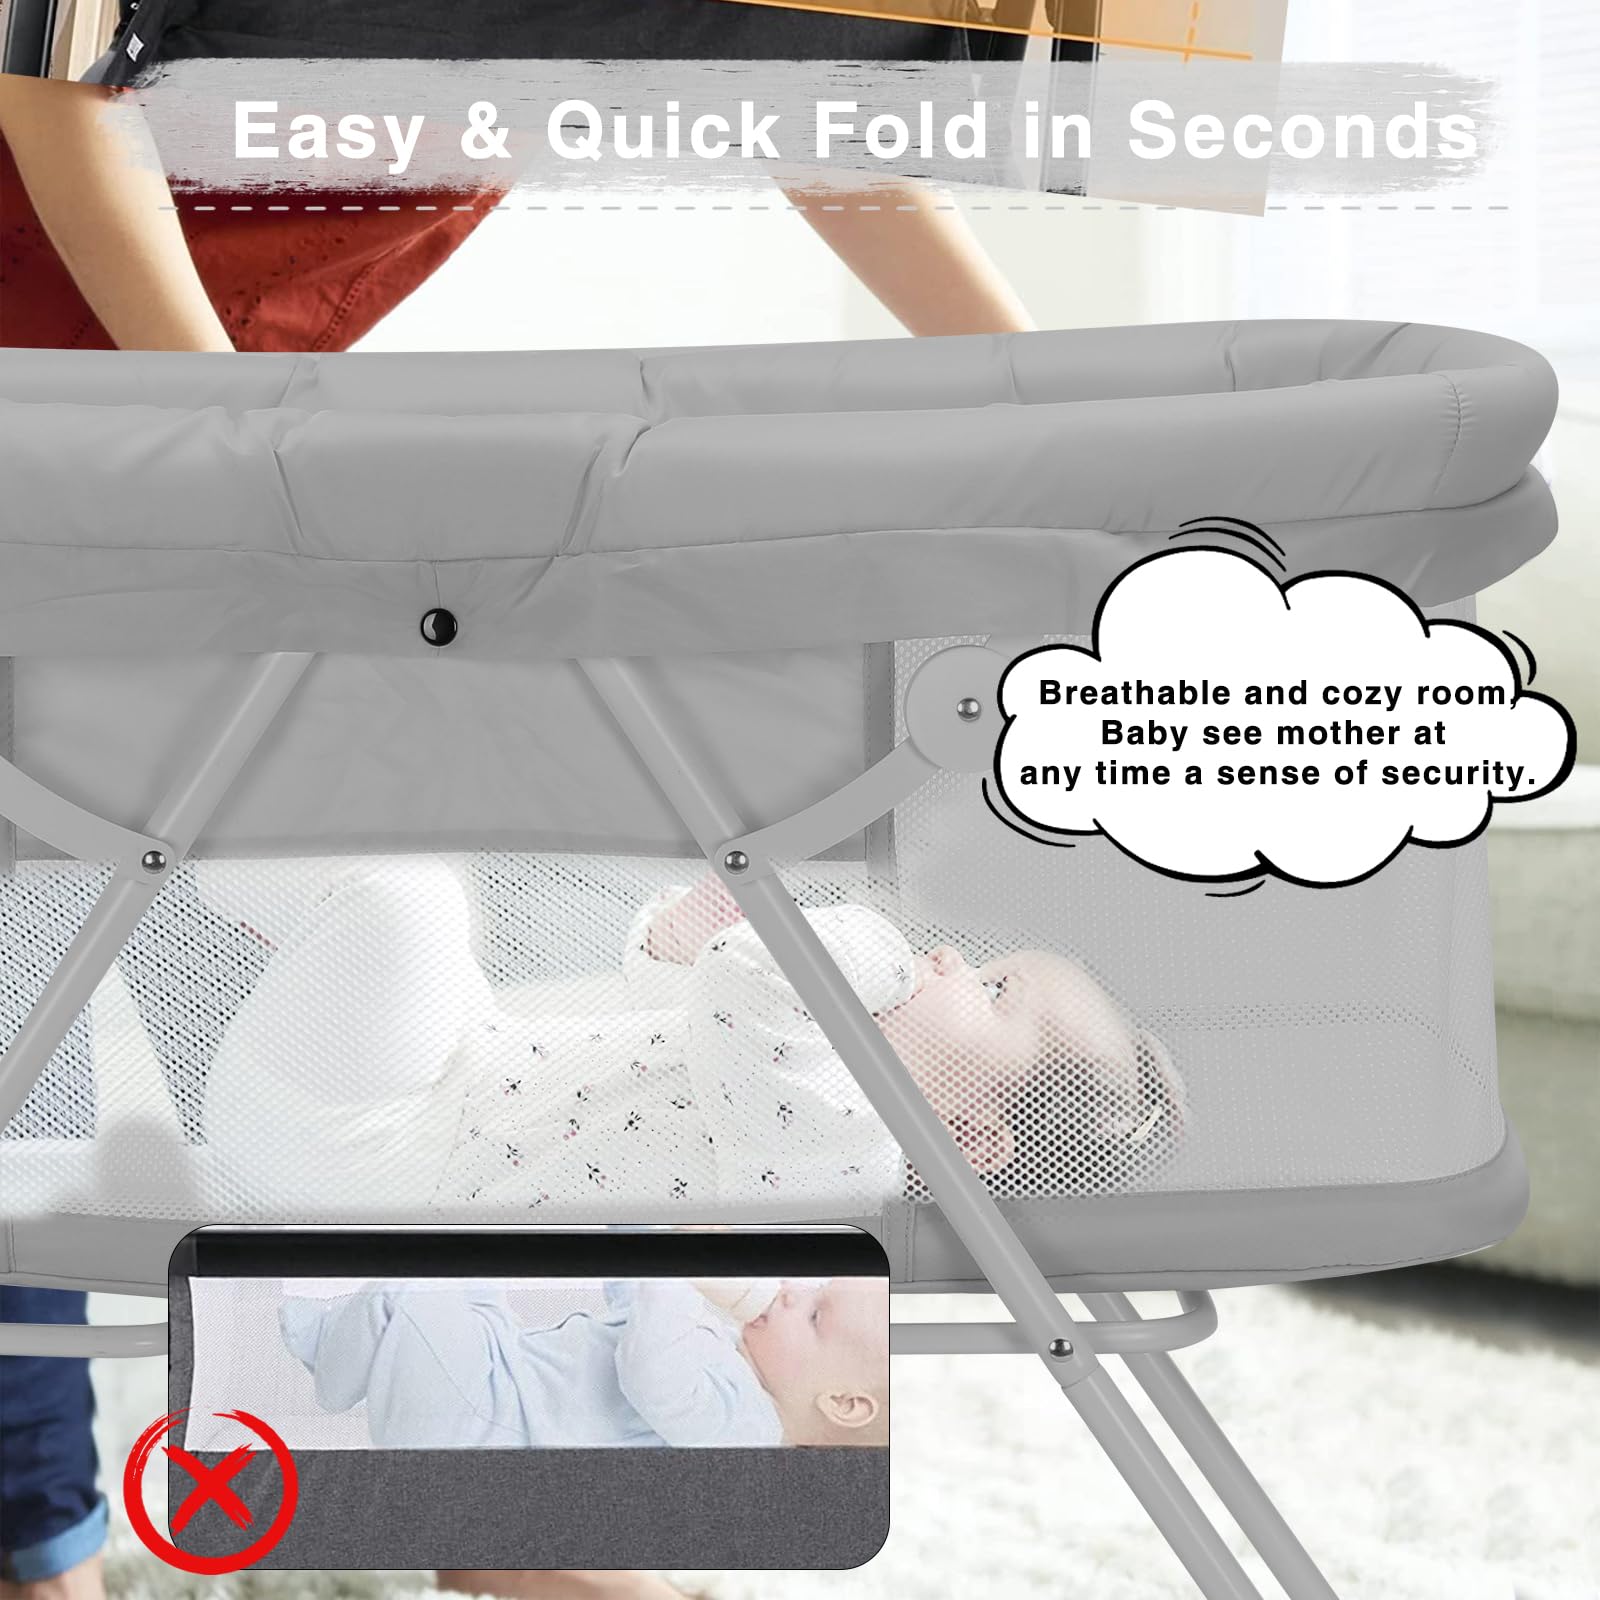 Easy & Quick Fold in Seconds
Breathable and cozy room,
Baby see mother at
any time a sense of security.